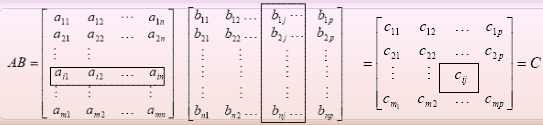 AB = [ a₁₁ a₁₂ … a₁ₙ ; a₂₁ a₂₂ … a₂ₙ ; ⋮ ⋮ ; aᵢ₁ aᵢ₂ … aᵢₙ ; ⋮ ⋮ ⋮ ; aₘ₁ aₘ₂ … aₘₙ ] [ b₁₁ b₁₂ … b₁ⱼ … b₁ₚ ; b₂₁ b₂₂ … b₂ⱼ … b₂ₚ ; ⋮ ⋮ ⋮ ⋮ ; ⋮ ⋮ ⋮ ⋮ ; bₙ₁ bₙ₂ … bₙⱼ … bₙₚ ] = [ c₁₁ c₁₂ … c₁ₚ ; c₂₁ c₂₂ … c₂ₚ ; ⋮ ⋮ cᵢⱼ ; cₘ₁ cₘ₂ … cₘₚ ] = C